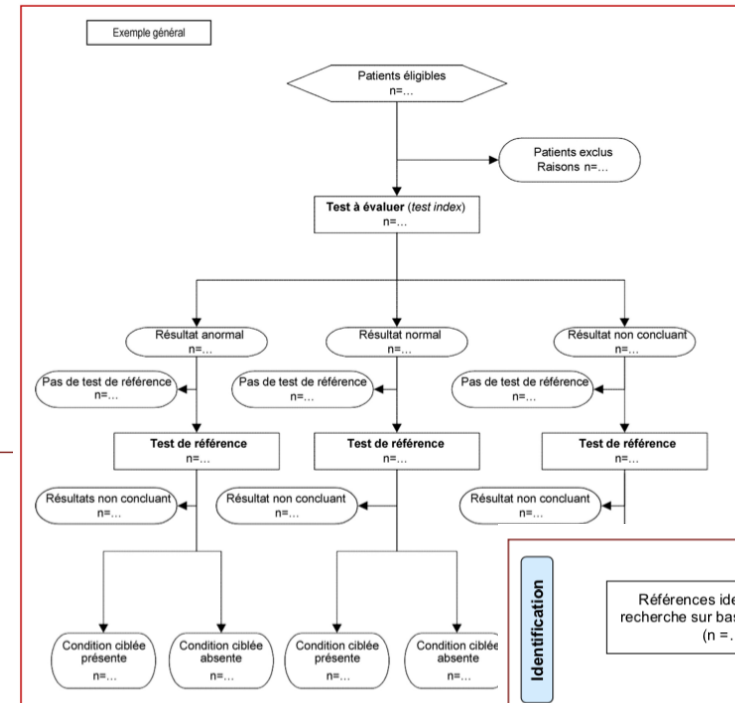 Exemple général
Patients éligibles
n=...
Patients exclus
Raisons n=...
Test à évaluer (test index)
n=...
Résultat anormal
n=...
Résultat normal
n=...
Résultat non concluant
n=...
Pas de test de référence
n=...
Pas de test de référence
n=...
Pas de test de référence
n=...
Test de référence
n=...
Test de référence
n=...
Test de référence
n=...
Résultats non concluant
n=...
Résultat non concluant
n=...
Résultat non concluant
n=...
Condition ciblée
présente
n=...
Condition ciblée
absente
n=...
Condition ciblée
présente
n=...
Condition ciblée
absente
n=...
Identification
Références
recherche sur
(n =